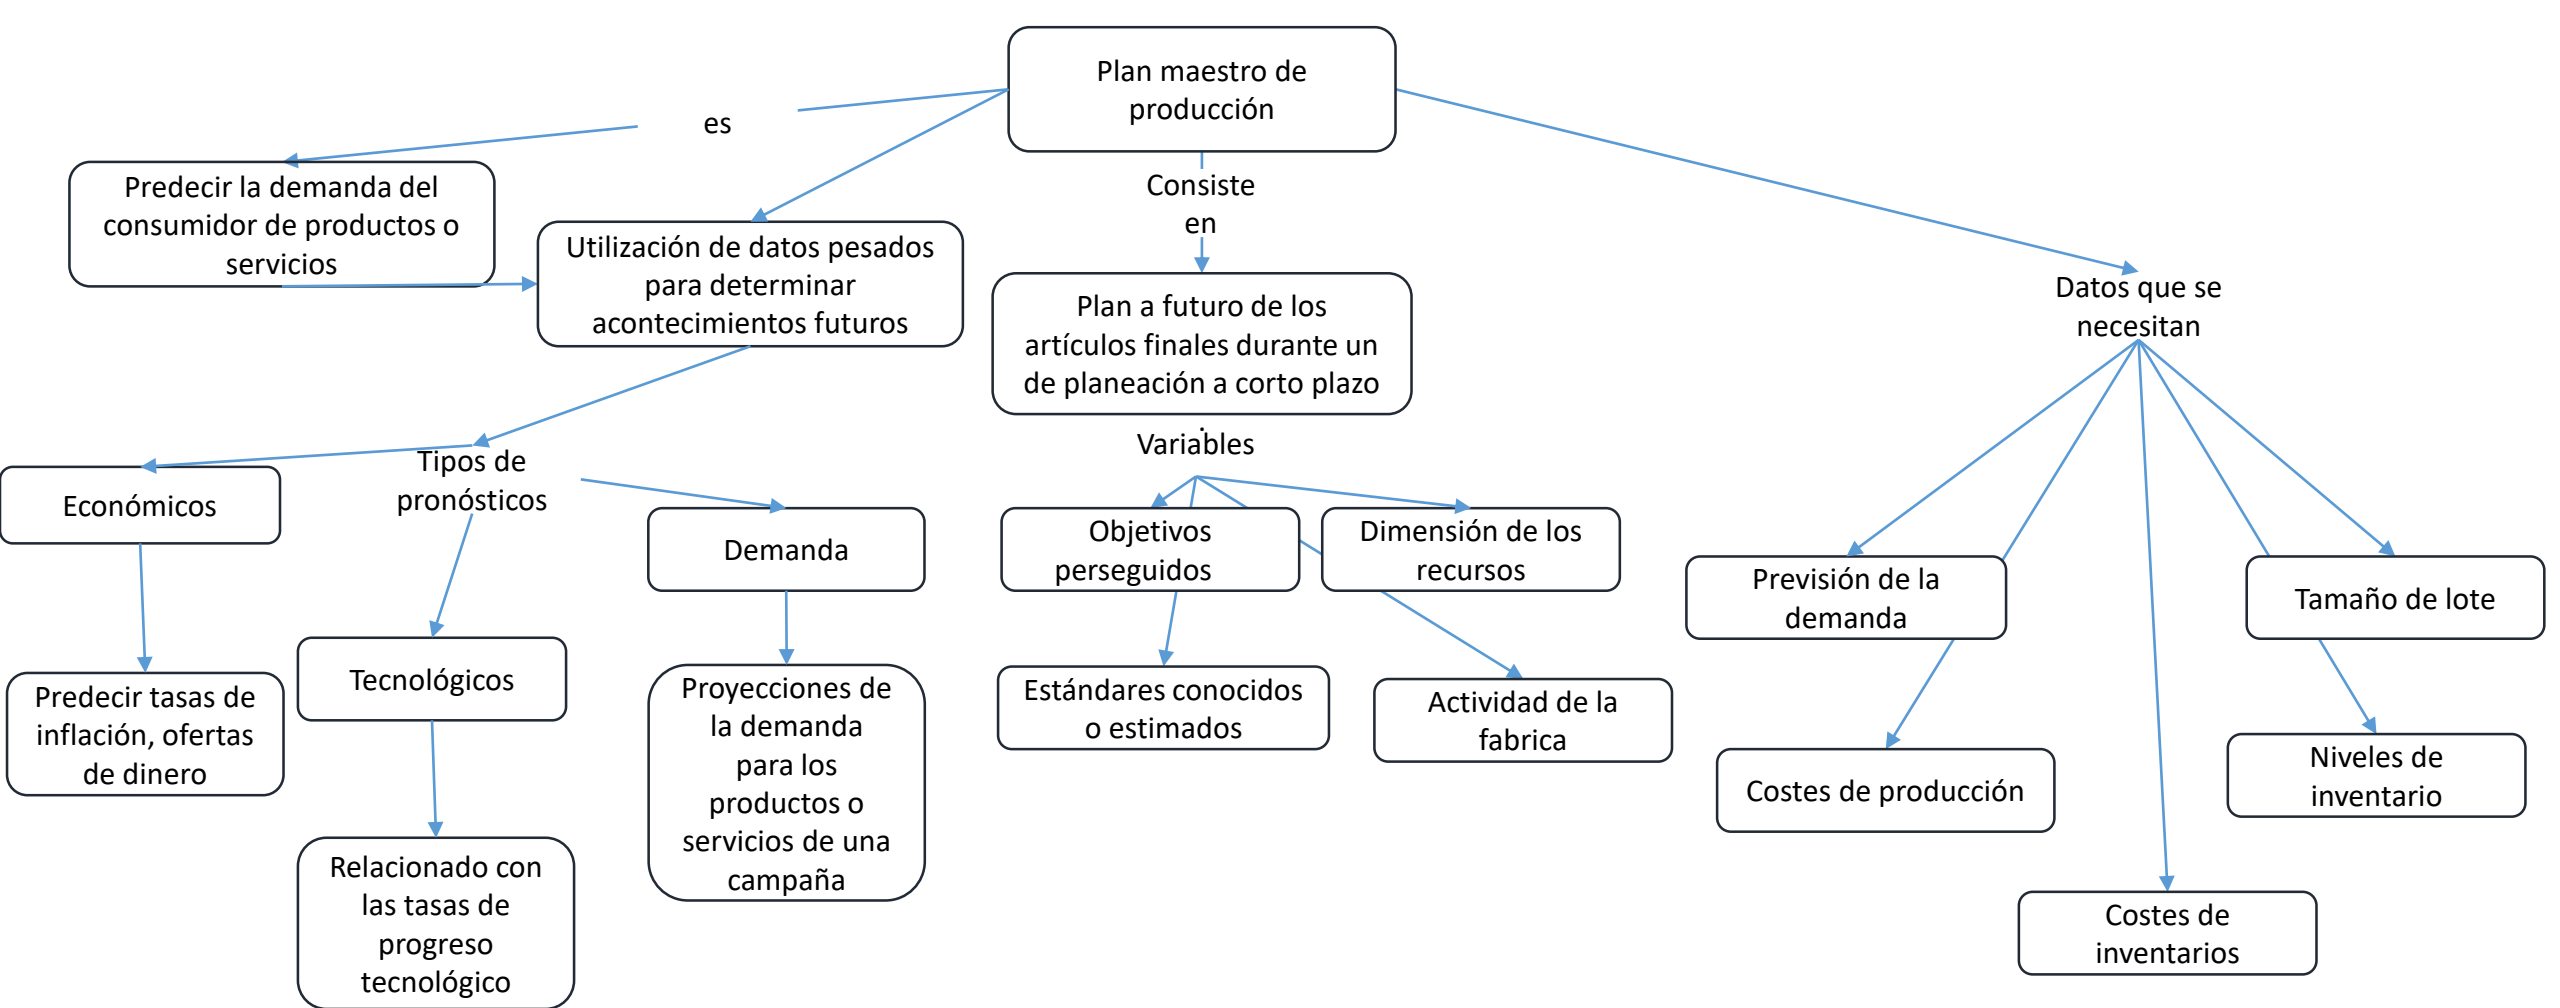 Plan maestro de
producción
es
Predecir la demanda del
consumidor de productos o
servicios
Utilización de datos pesados
para determinar
acontecimientos futuros
Consiste
en
Plan a futuro de los
artículos finales durante un
de planeación a corto plazo
.
Variables
Datos que se
necesitan
Tipos de
pronósticos
Económicos
Demanda
Objetivos
perseguidos
Dimensión de los
recursos
Previsión de la
demanda
Tamaño de lote
Predecir tasas de
inflación, ofertas
de dinero
Tecnológicos
Proyecciones de
la demanda
para los
productos o
servicios de una
campaña
Estándares conocidos
o estimados
Actividad de la
fabrica
Costes de producción
Niveles de
inventario
Relacionado con
las tasas de
progreso
tecnológico
Costes de
inventarios